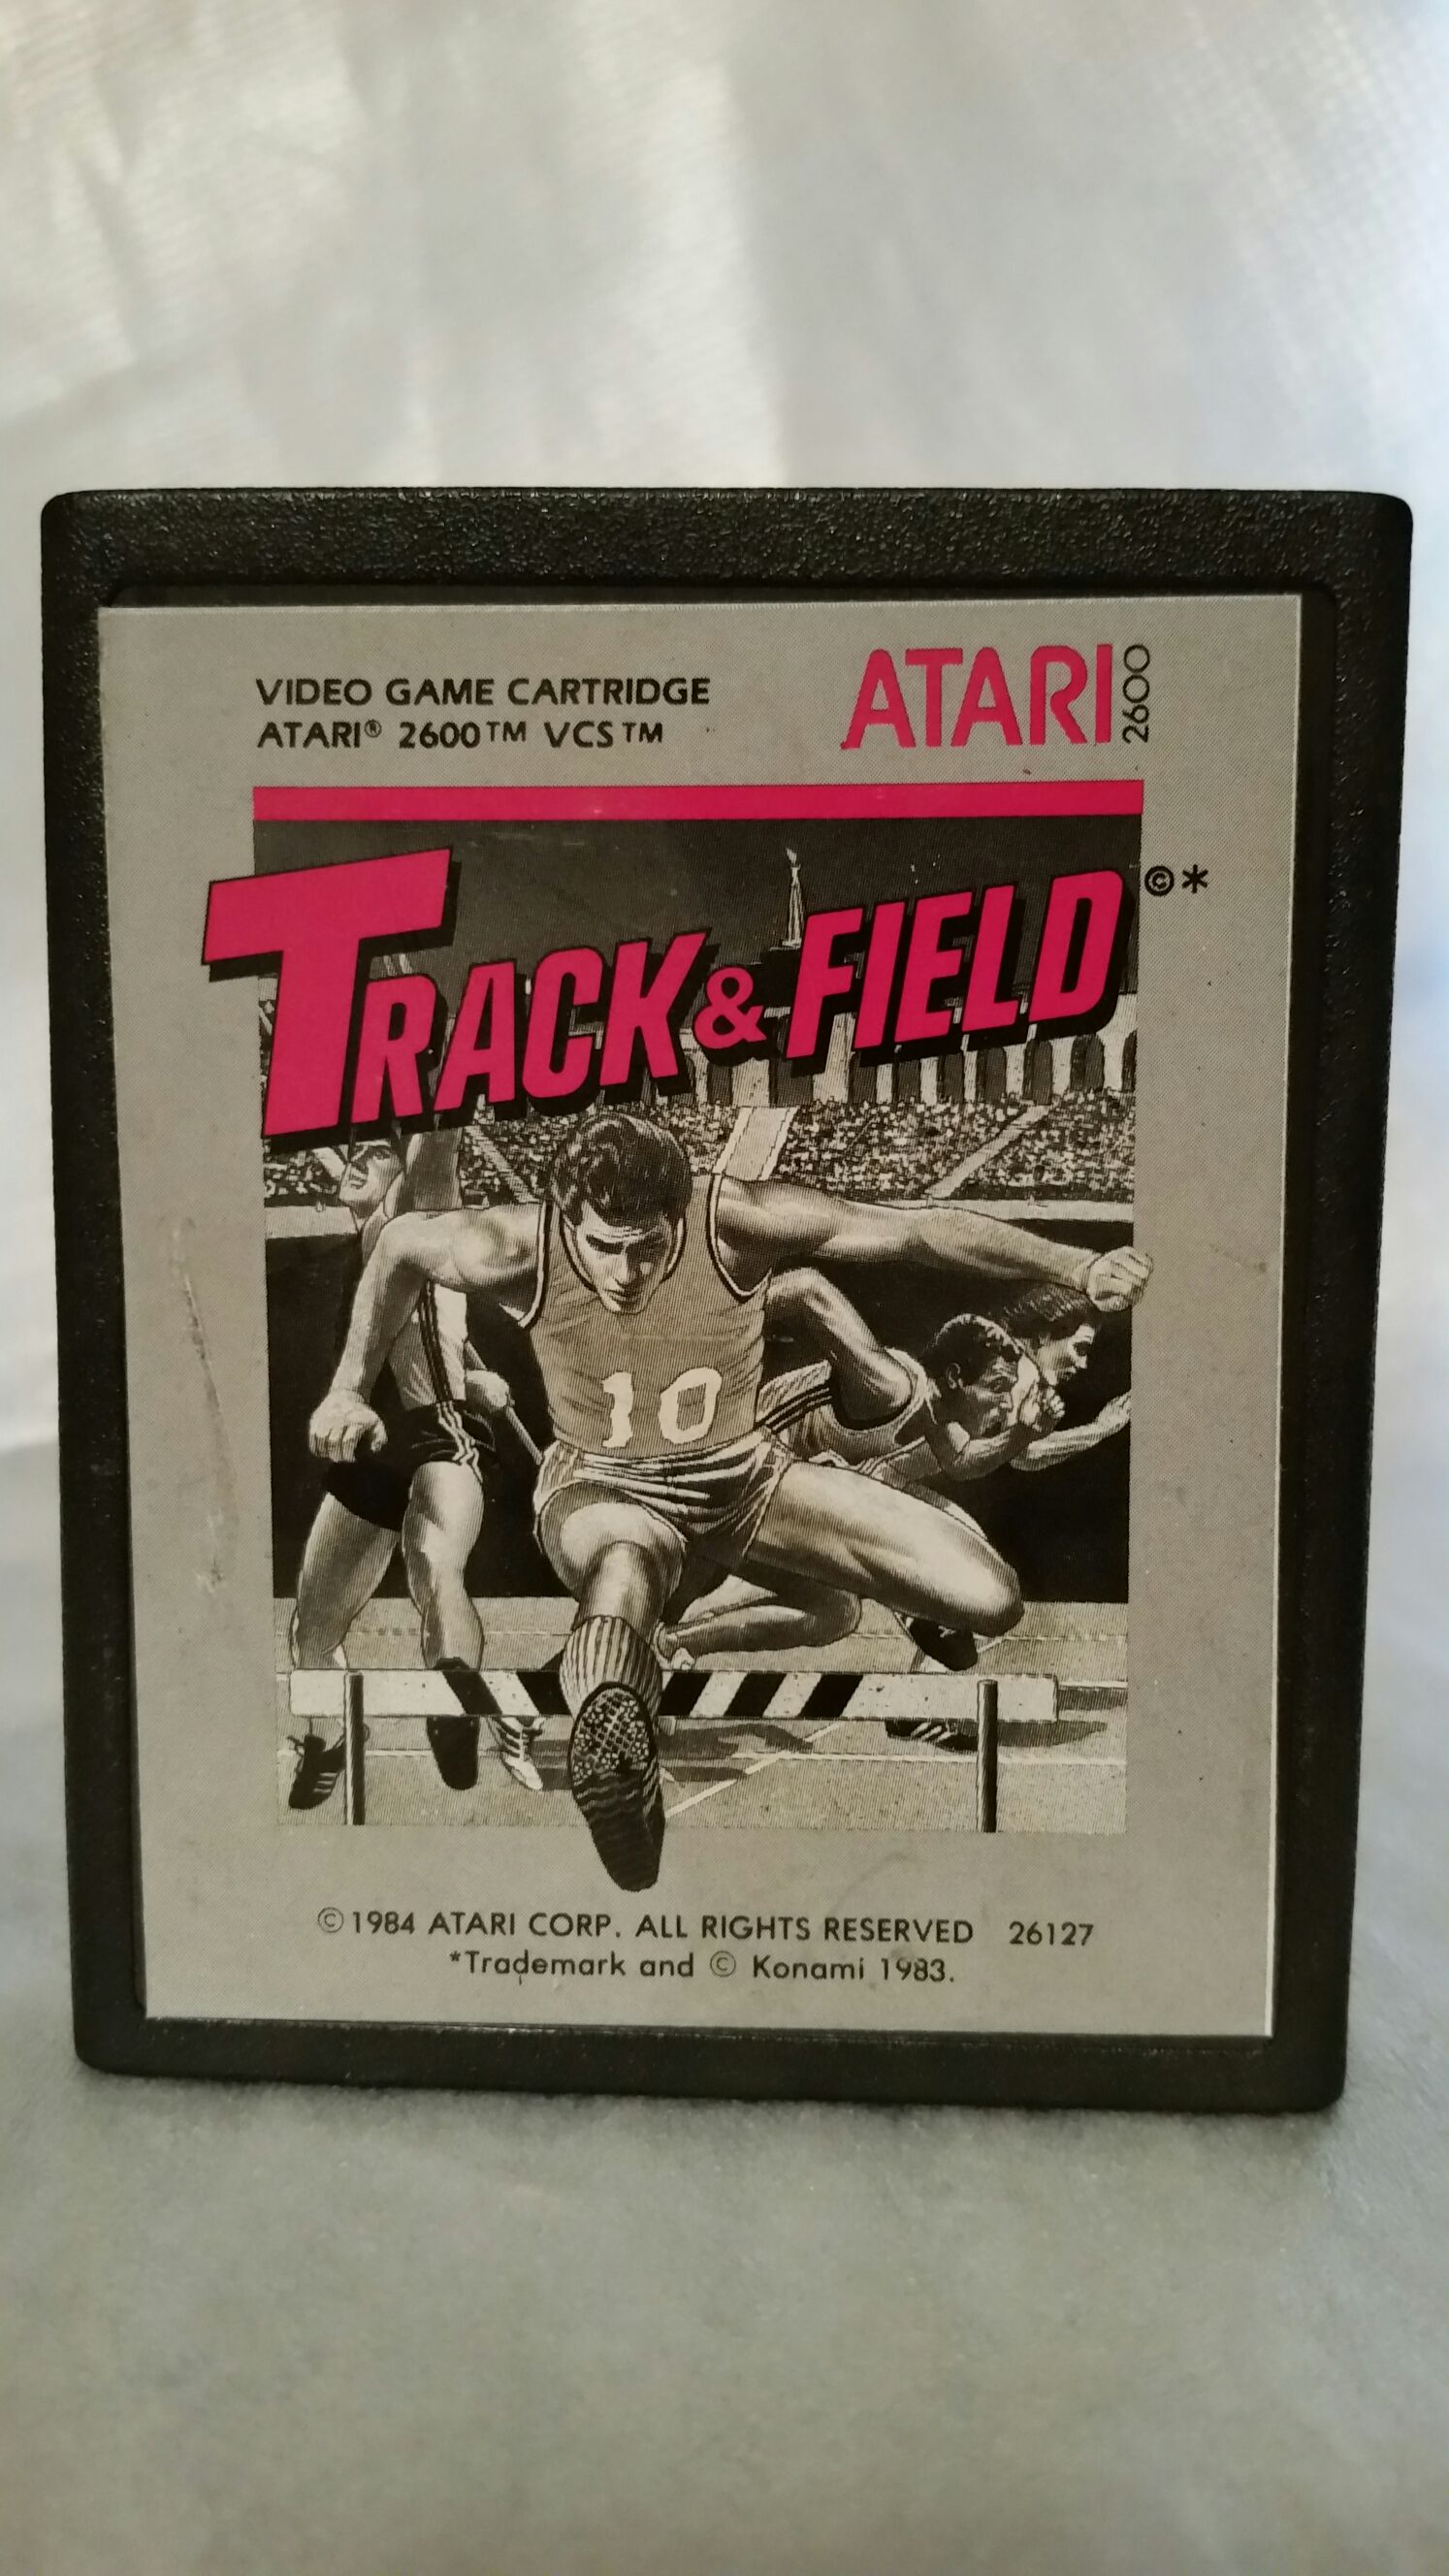 VIDEO GAME CARTRIDGE
ATARI® 2600™ VCS™
ATARI 2600
TRACK & FIELD©*
10
©1984 ATARI CORP. ALL RIGHTS RESERVED 26127
*Trademark and © Konami 1983.